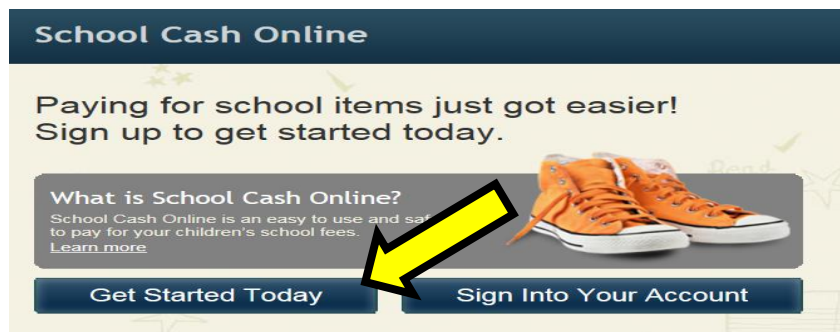 School Cash Online
Paying for school items just got easier!
Sign up to get started today.
What is School Cash Online?
School Cash Online is an easy to use and
to pay for your children's school fees.
Learn more
Get Started Today
Sign Into Your Account